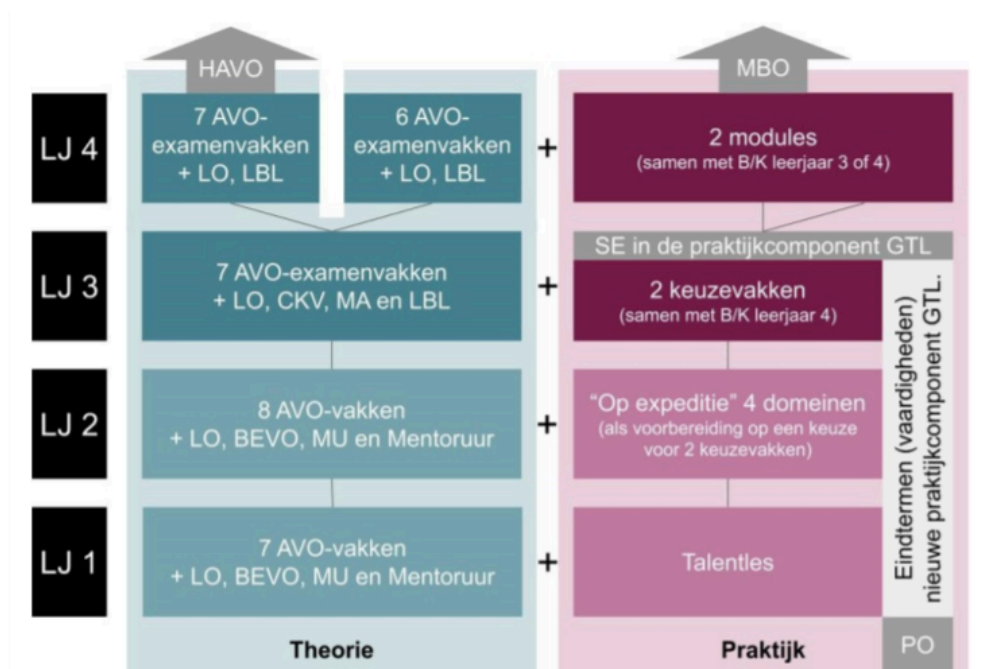 HAVO
MBO
LJ 4
7 AVO-
examenvakken
+ LO, LBL
6 AVO-
examenvakken
+ LO, LBL
+
2 modules
(samen met B/K leerjaar 3 of 4)
SE in de praktijkcomponent GTL
LJ 3
7 AVO-examenvakken
+ LO, CKV, MA en LBL
+
2 keuzevakken
(samen met B/K leerjaar 4)
LJ 2
8 AVO-vakken
+ LO, BEVO, MU en Mentoruur
+
“Op expeditie” 4 domeinen
(als voorbereiding op een keuze
voor 2 keuzevakken)
LJ 1
7 AVO-vakken
+ LO, BEVO, MU en Mentoruur
+
Talentles
Eindtermen (vaardigheden)
nieuwe praktijkcomponent GTL.
Theorie
Praktijk
PO